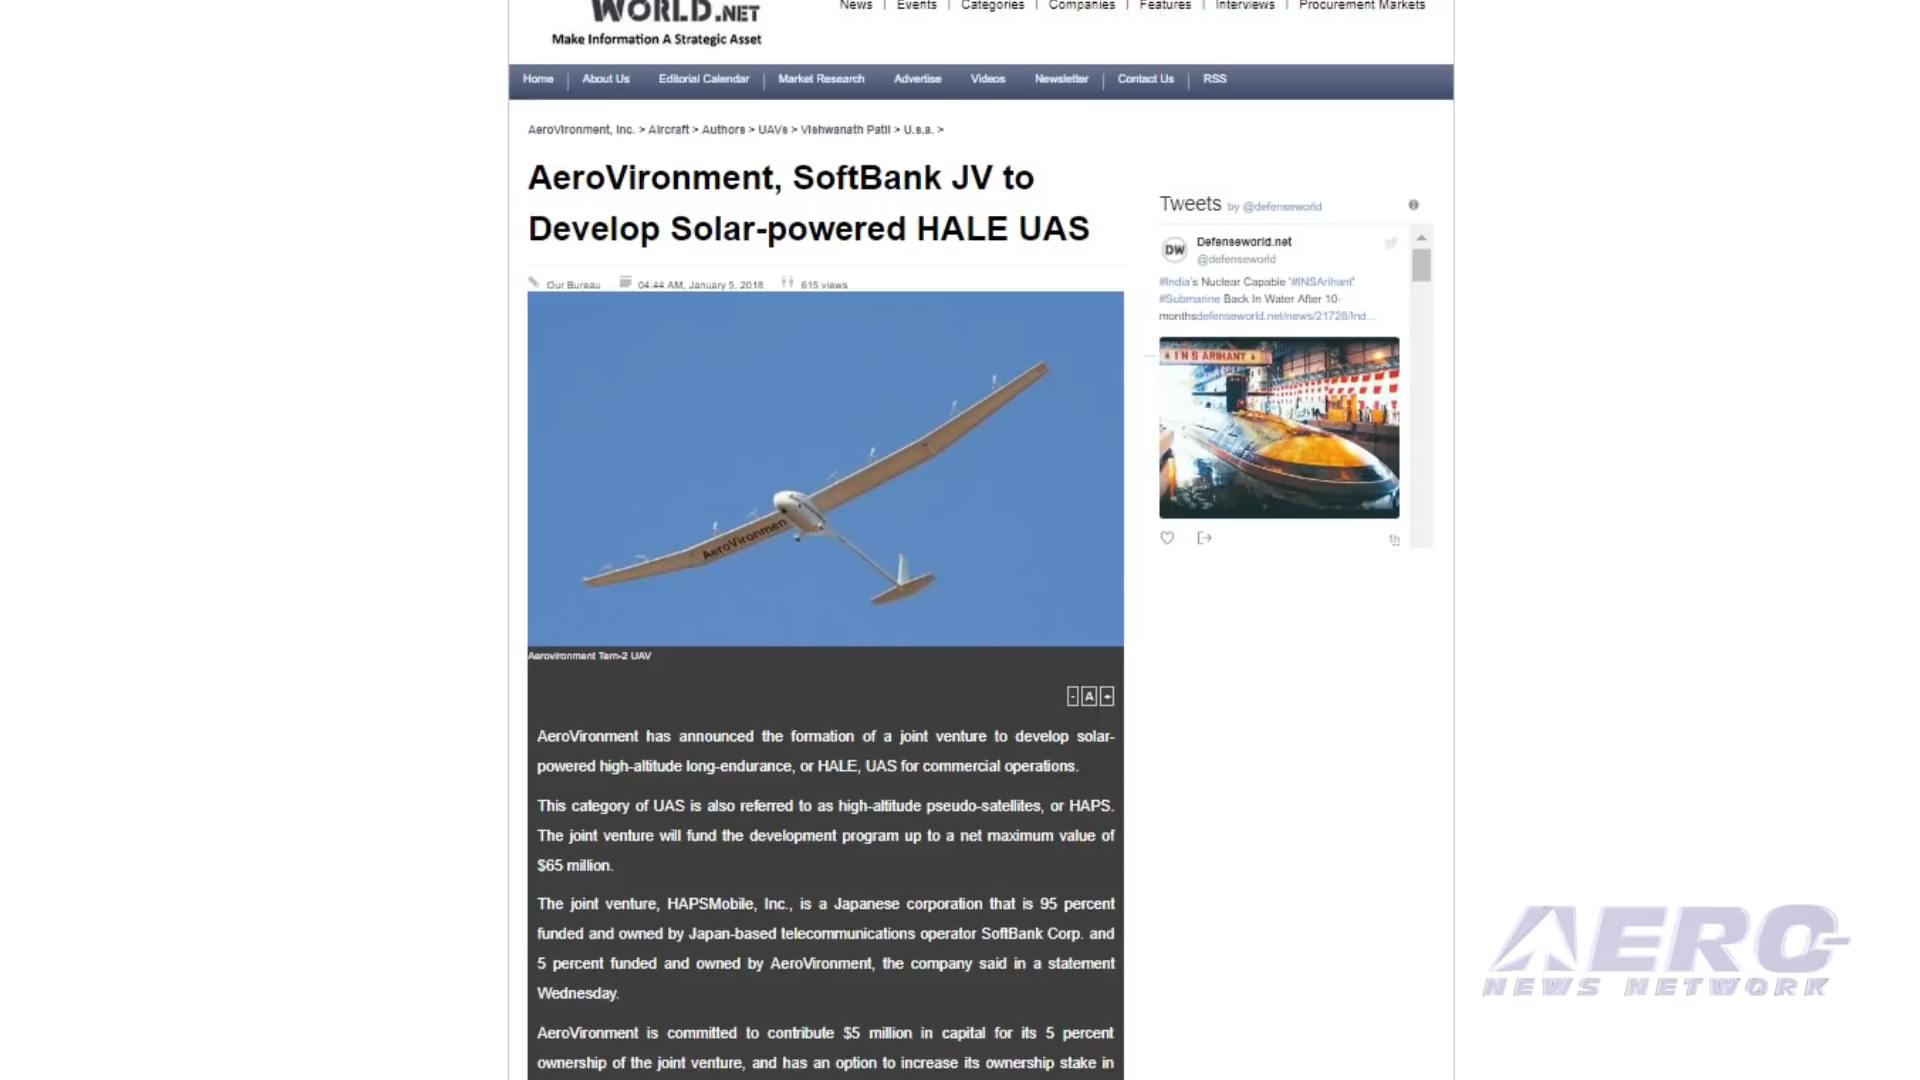 WORLD.NET
Make Information A Strategic Asset
News | Events | Categories | Companies | Features | Interviews | Procurement Markets
Home | About Us Editorial Calendar | Market Research Advertise Videos Newsletter | Contact Us | RSS
AeroVironment, Inc. > Aircraft > Authors > UAVs > Vishwanath Patil > U.s.a. >
AeroVironment, SoftBank JV to
Develop Solar-powered HALE UAS
Our Bureau 04:44 AM, January 5, 2018 615 views
AeroVironmen
Aerovironment Tern-2 UAV
- A +
AeroVironment has announced the formation of a joint venture to develop solar-
powered high-altitude long-endurance, or HALE, UAS for commercial operations.
This category of UAS is also referred to as high-altitude pseudo-satellites, or HAPS.
The joint venture will fund the development program up to a net maximum value of
$65 million.
The joint venture, HAPSMobile, Inc., is a Japanese corporation that is 95 percent
funded and owned by Japan-based telecommunications operator SoftBank Corp. and
5 percent funded and owned by AeroVironment, the company said in a statement
Wednesday.
AeroVironment is committed to contribute $5 million in capital for its 5 percent
ownership of the joint venture, and has an option to increase its ownership stake in
Tweets by @defenseworld
DW
Defenseworld.net
@defenseworld
#India's Nuclear Capable '#INSArihant'
#Submarine Back In Water After 10-
monthsdefenseworld.net/news/21728/Ind…
INS ARIHANT
1h
AERO
NEWS NETWORK